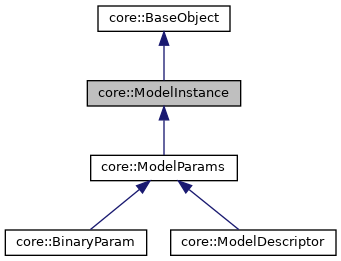 core::BaseObject
core::ModelInstance
core::ModelParams
core::BinaryParam
core::ModelDescriptor